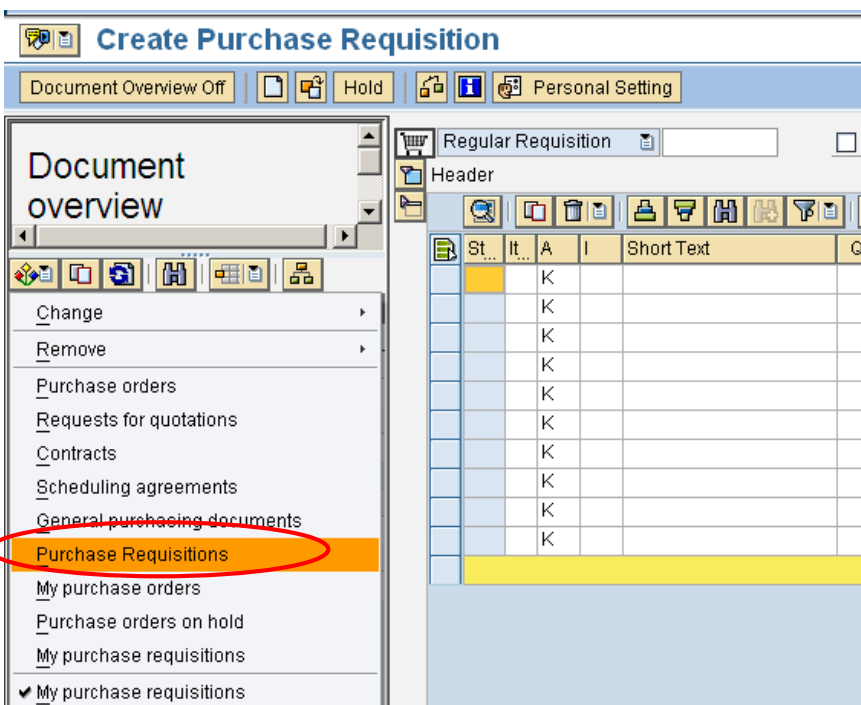 Create Purchase Requisition
Document Overview Off Hold Personal Setting
Document
overview
Regular Requisition
Header
St... It... A I Short Text Q
K
K
K
K
K
K
K
K
K
K
Change
Remove
Purchase orders
Requests for quotations
Contracts
Scheduling agreements
General purchasing documents
Purchase Requisitions
My purchase orders
Purchase orders on hold
My purchase requisitions
My purchase requisitions